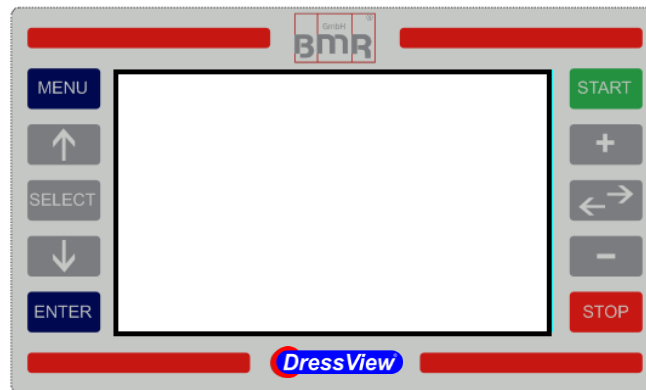 GmbH ®
BMR
MENU
START
SELECT
+
-
ENTER
STOP
DressView®